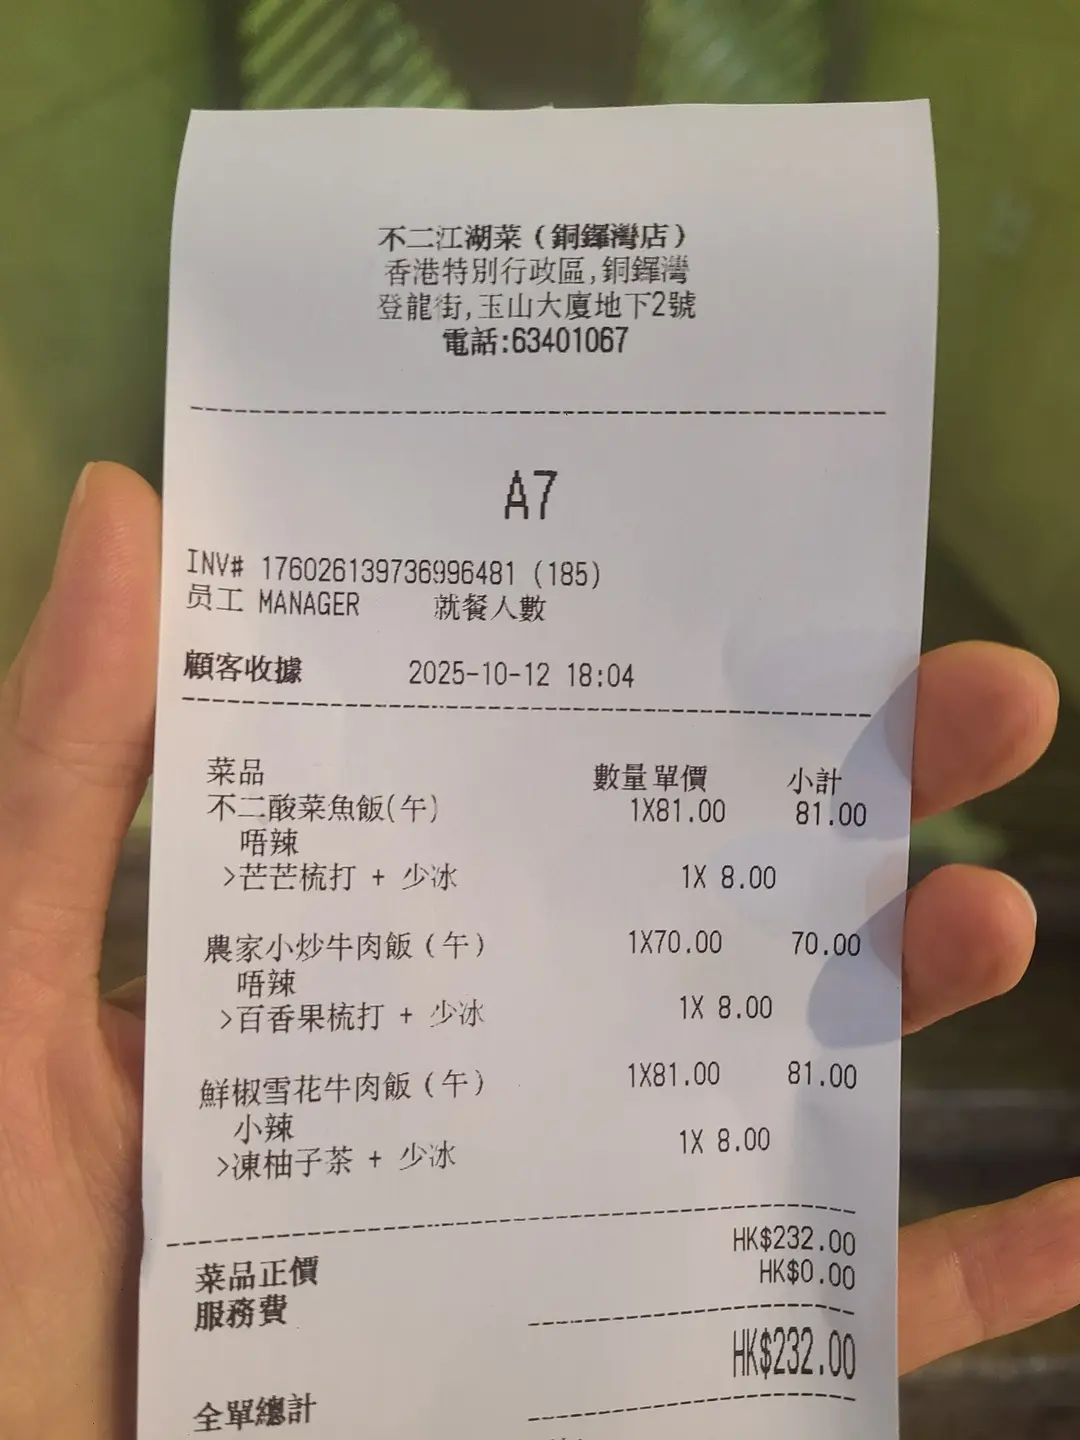 不二江湖菜（銅鑼灣店）
香港特別行政區,銅鑼灣
登龍街,玉山大廈地下2號
電話:63401067
A7
INV# 176026139736996481 (185)
员工 MANAGER 就餐人數
顧客收據 2025-10-12 18:04
菜品 數量單價 小計
不二酸菜魚飯(午) 1X81.00 81.00
唔辣
>芒芒梳打 + 少冰 1X 8.00
農家小炒牛肉飯（午） 1X70.00 70.00
唔辣
>百香果梳打 + 少冰 1X 8.00
鮮椒雪花牛肉飯（午） 1X81.00 81.00
小辣
>凍柚子茶 + 少冰 1X 8.00
菜品正價 HK$232.00
服務費 HK$0.00
全單總計 HK$232.00